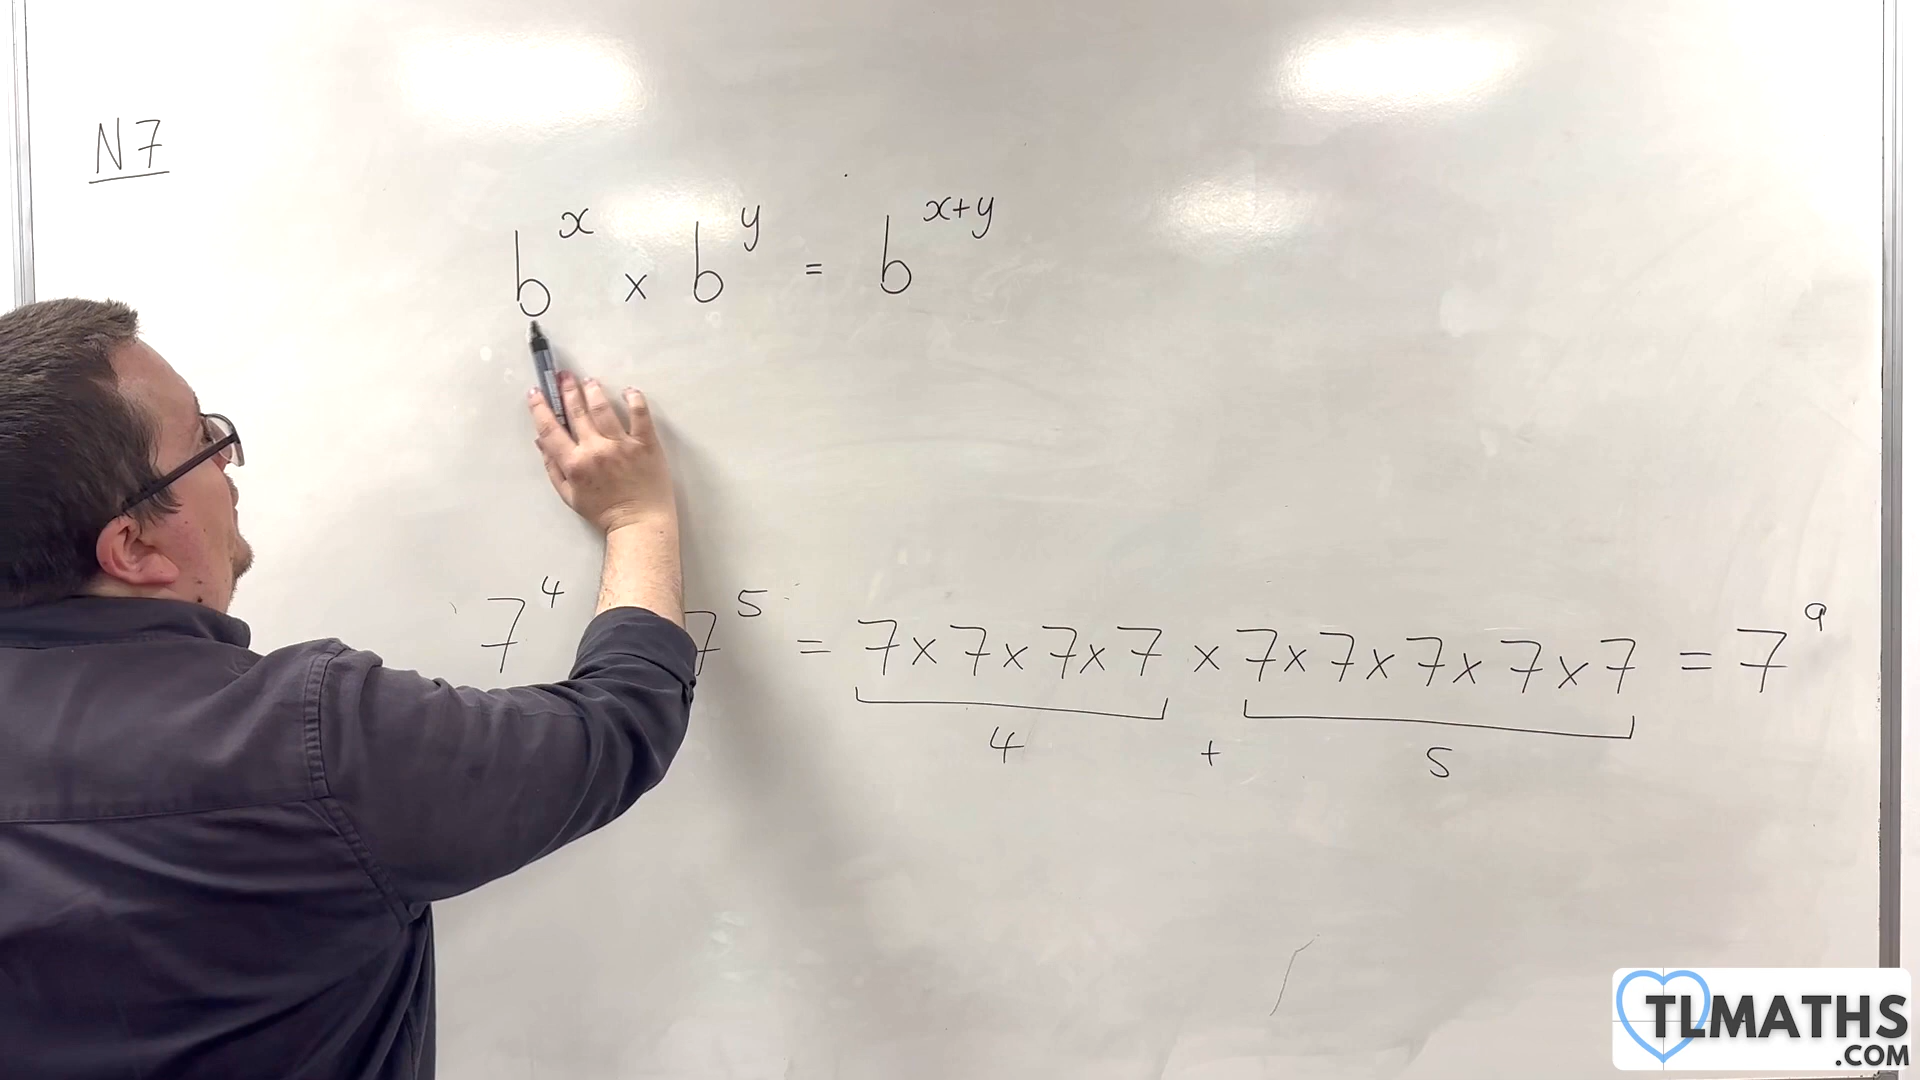 N7
b^x × b^y = b^(x+y)
7^4 7^5 = 7×7×7×7 × 7×7×7×7×7 = 7^9
4 + 5
TLMATHS
.COM